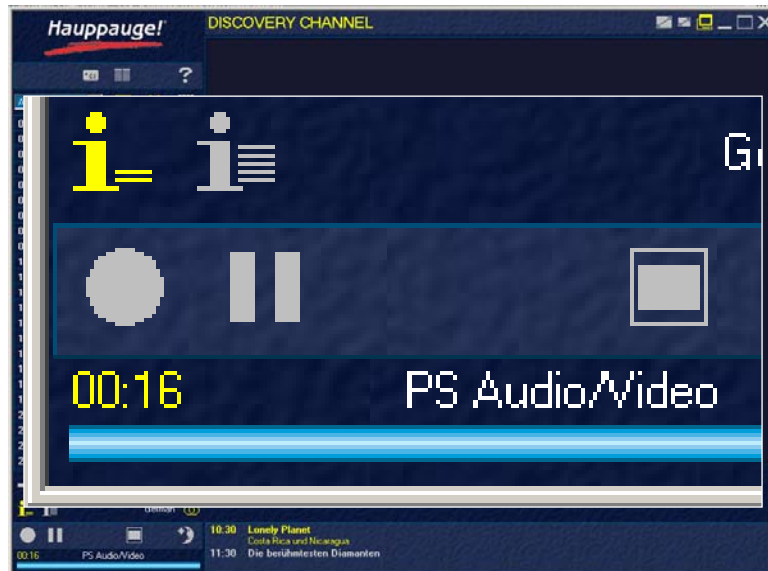 Hauppauge!
DISCOVERY CHANNEL
?
00:16
PS Audio/Video
German
10:30 Lonely Planet
Costa Rica und Nicaragua
11:30 Die berühmtesten Diamanten
00:16 PS Audio/Video